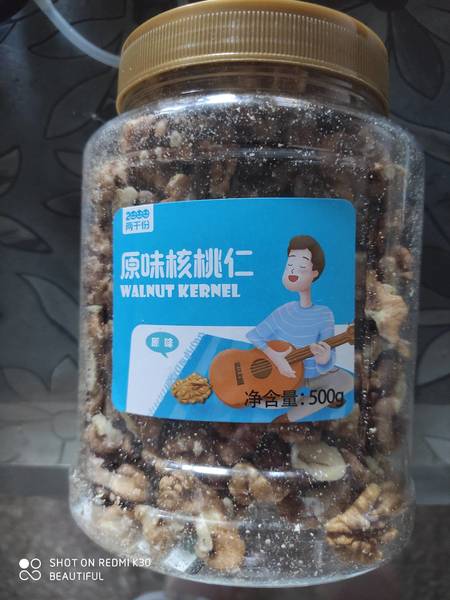 2000
两千份
原味核桃仁
WALNUT KERNEL
原味
净含量:500g
SHOT ON REDMI K30
BEAUTIFUL